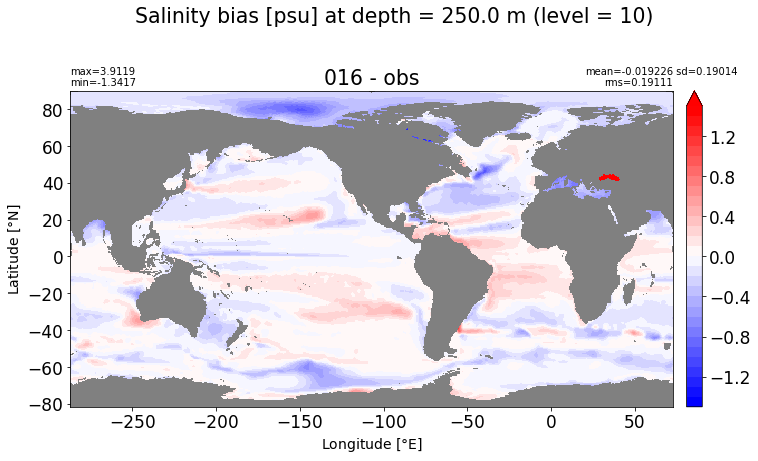 Salinity bias [psu] at depth = 250.0 m (level = 10)
max=3.9119
min=-1.3417
016 - obs
mean=-0.019226 sd=0.19014
rms=0.19111
80
60
40
20
0
−20
−40
−60
−80
Latitude [°N]
−250
−200
−150
−100
−50
0
50
Longitude [°E]
1.2
0.8
0.4
0.0
−0.4
−0.8
−1.2